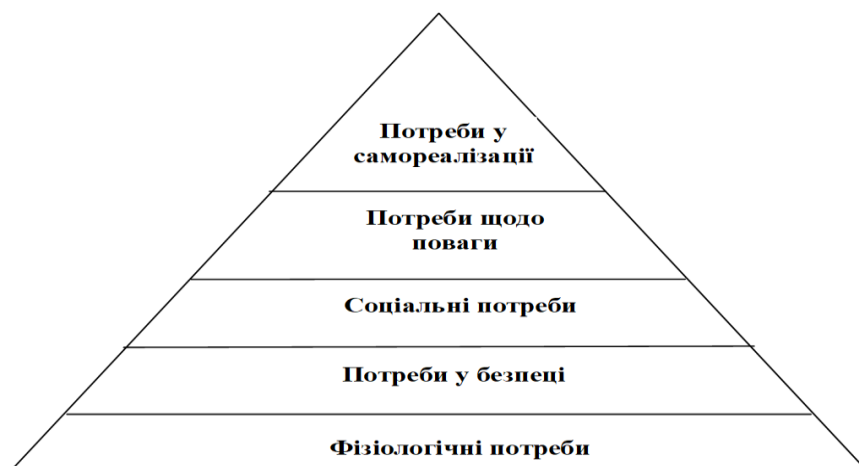 Потреби у
самореалізації
Потреби щодо
поваги
Соціальні потреби
Потреби у безпеці
Фізіологічні потреби